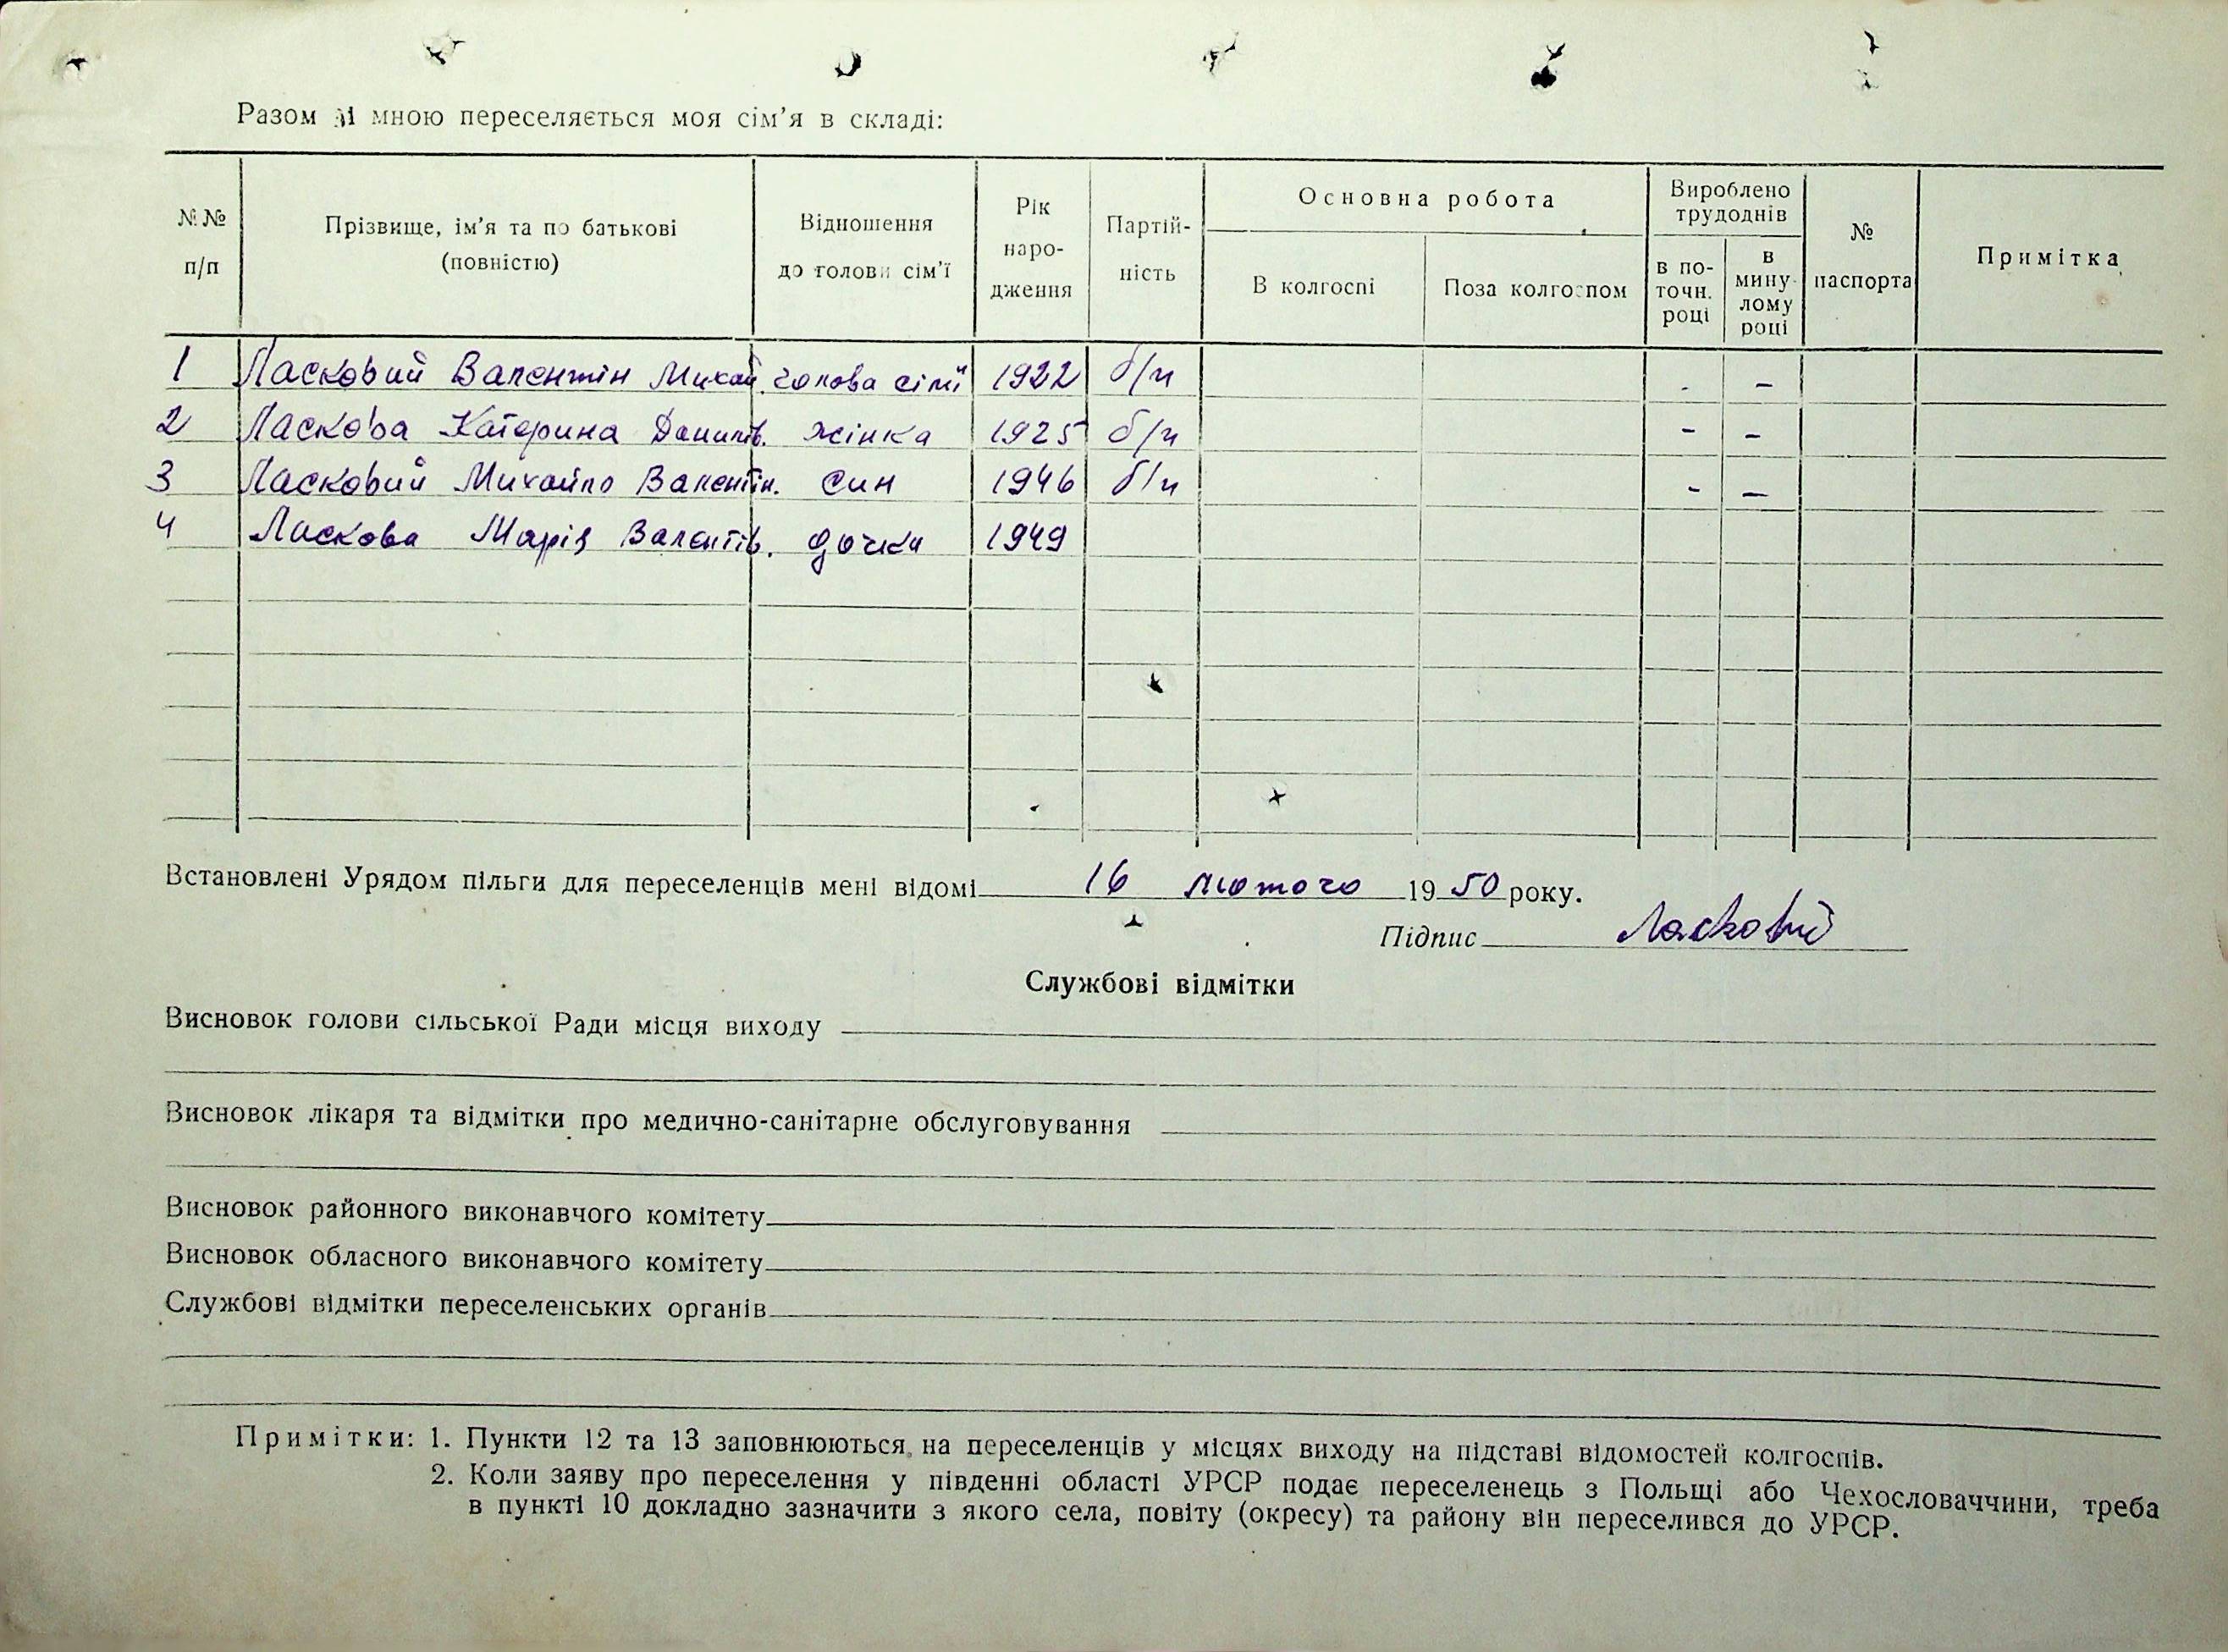 Разом зі мною переселяється моя сім'я в складі:
№№ п/п | Прізвище, ім'я та по батькові (повністю) | Відношення до голови сім'ї | Рік народження | Партійність | Основна робота | Вироблено трудоднів | № паспорта | Примітка
В колгоспі | Поза колгоспом | в поточн. році | в минулому році
1 Ласковий Валентін Михай. голова сімї 1922 б/п - -
2 Ласкова Катерина Данилів. жінка 1925 б/п - -
3 Ласковий Михайло Валентін. син 1946 б/п - -
4 Ласкова Марія Валентів. дочка 1949
Встановлені Урядом пільги для переселенців мені відомі 16 лютого 1950 року.
Підпис Ласковий
Службові відмітки
Висновок голови сільської Ради місця виходу
Висновок лікаря та відмітки про медично-санітарне обслуговування
Висновок районного виконавчого комітету
Висновок обласного виконавчого комітету
Службові відмітки переселенських органів
Примітки: 1. Пункти 12 та 13 заповнюються на переселенців у місцях виходу на підставі відомостей колгоспів.
2. Коли заяву про переселення у південні області УРСР подає переселенець з Польщі або Чехословаччини, треба
в пункті 10 докладно зазначити з якого села, повіту (окресу) та району він переселився до УРСР.